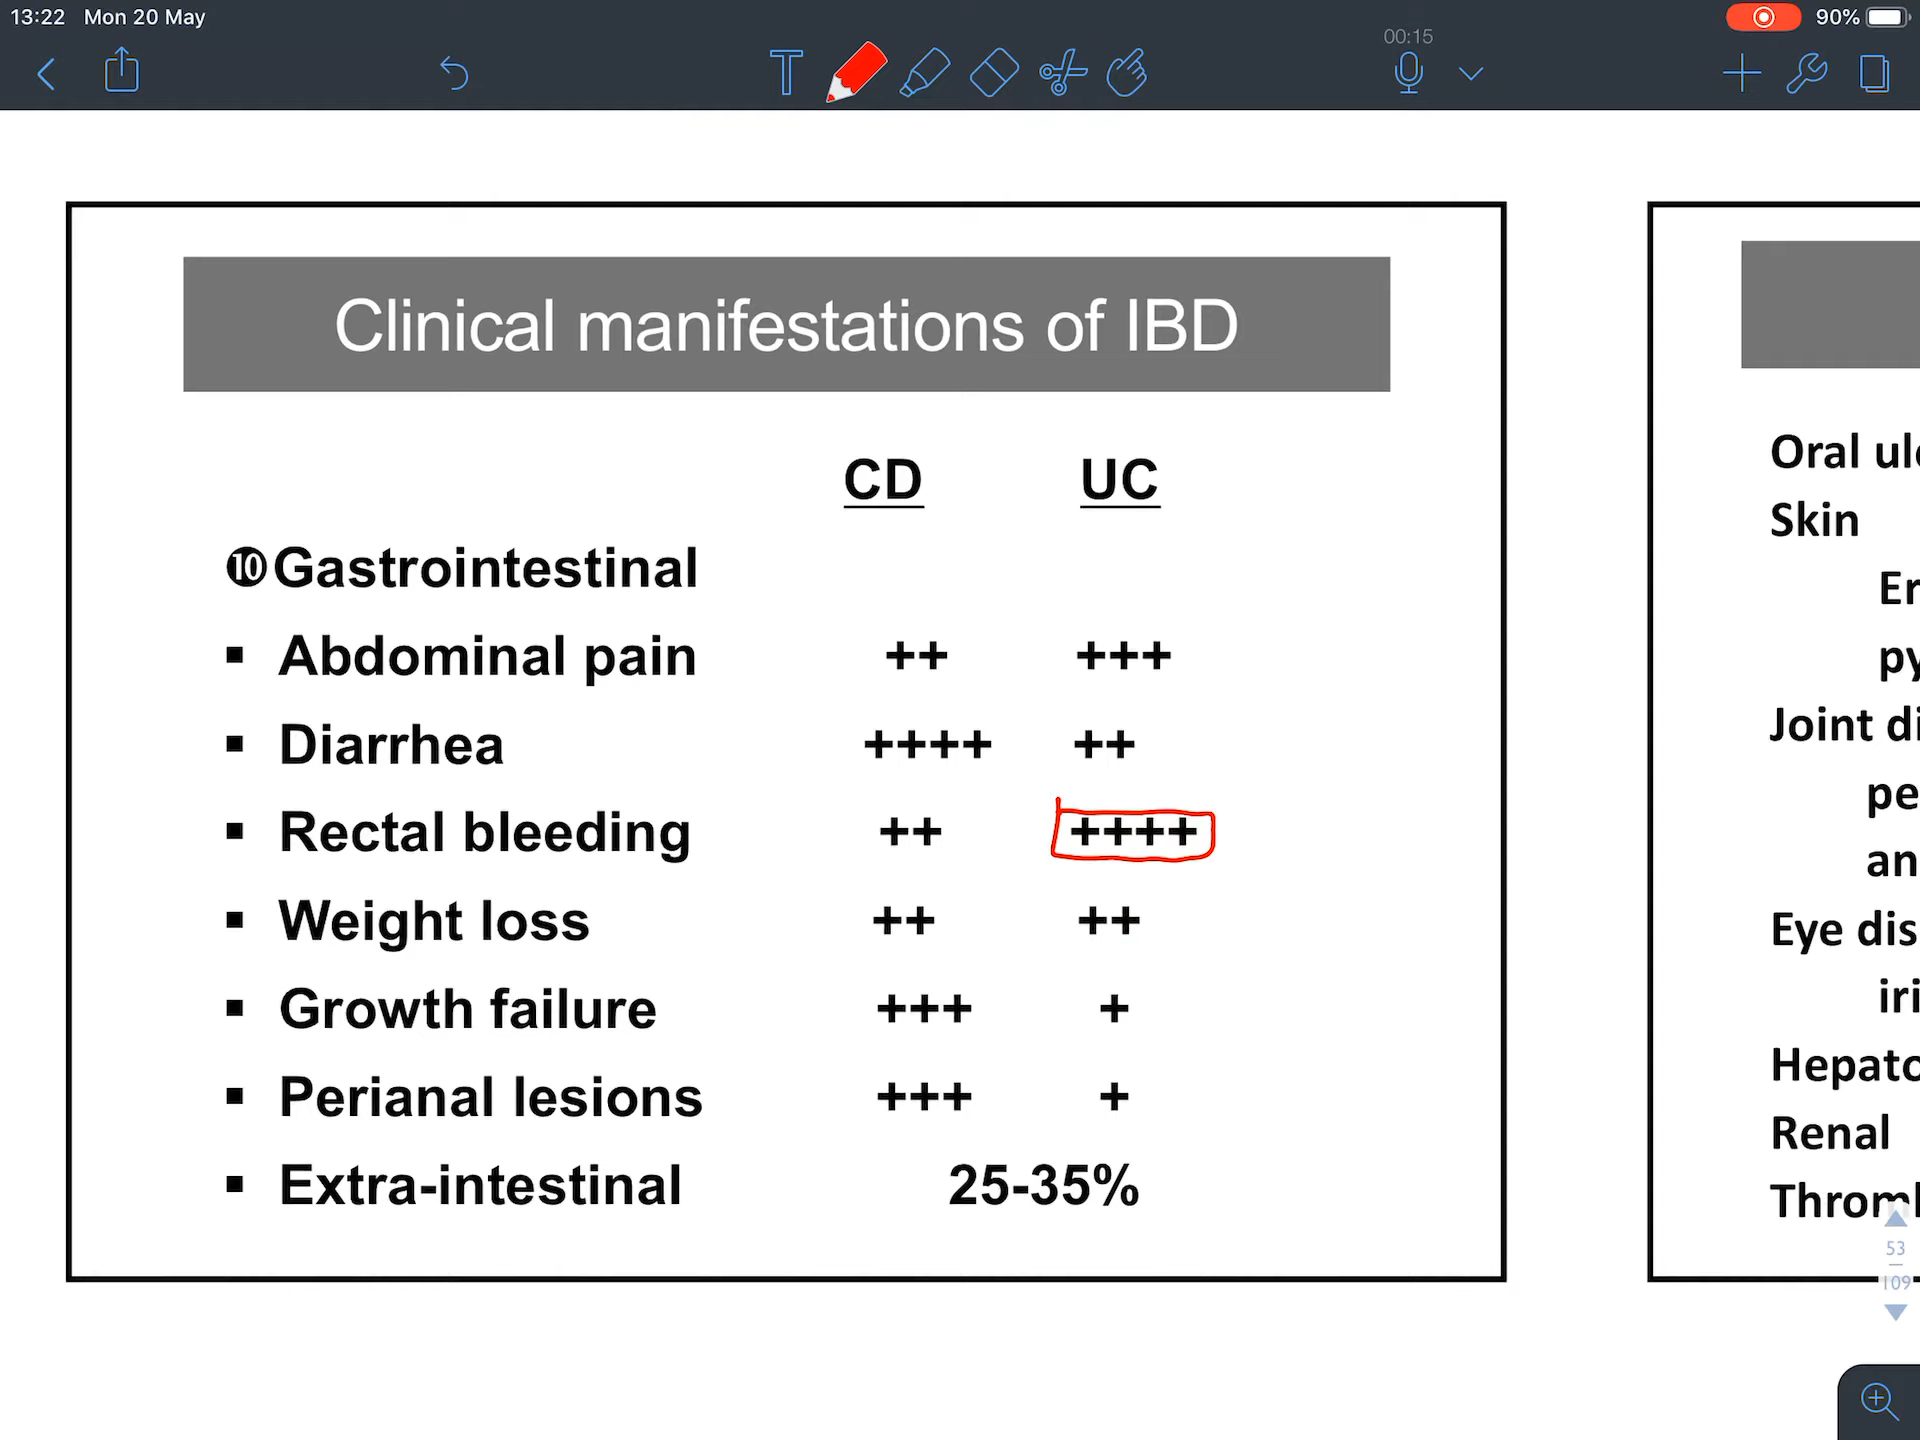 13:22 Mon 20 May
90%
00:15
T
Clinical manifestations of IBD
CD UC
❿Gastrointestinal
▪ Abdominal pain ++ +++
▪ Diarrhea ++++ ++
▪ Rectal bleeding ++ ++++
▪ Weight loss ++ ++
▪ Growth failure +++ +
▪ Perianal lesions +++ +
▪ Extra-intestinal 25-35%
Oral ul
Skin
Er
py
Joint di
pe
an
Eye dis
iri
Hepato
Renal
Thromb
53
109